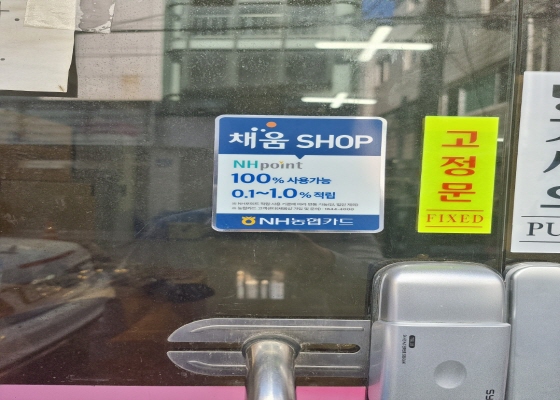 채움 SHOP
NHpoint
100% 사용가능
0.1~1.0% 적립
NH농협카드
고정문
FIXED
PU